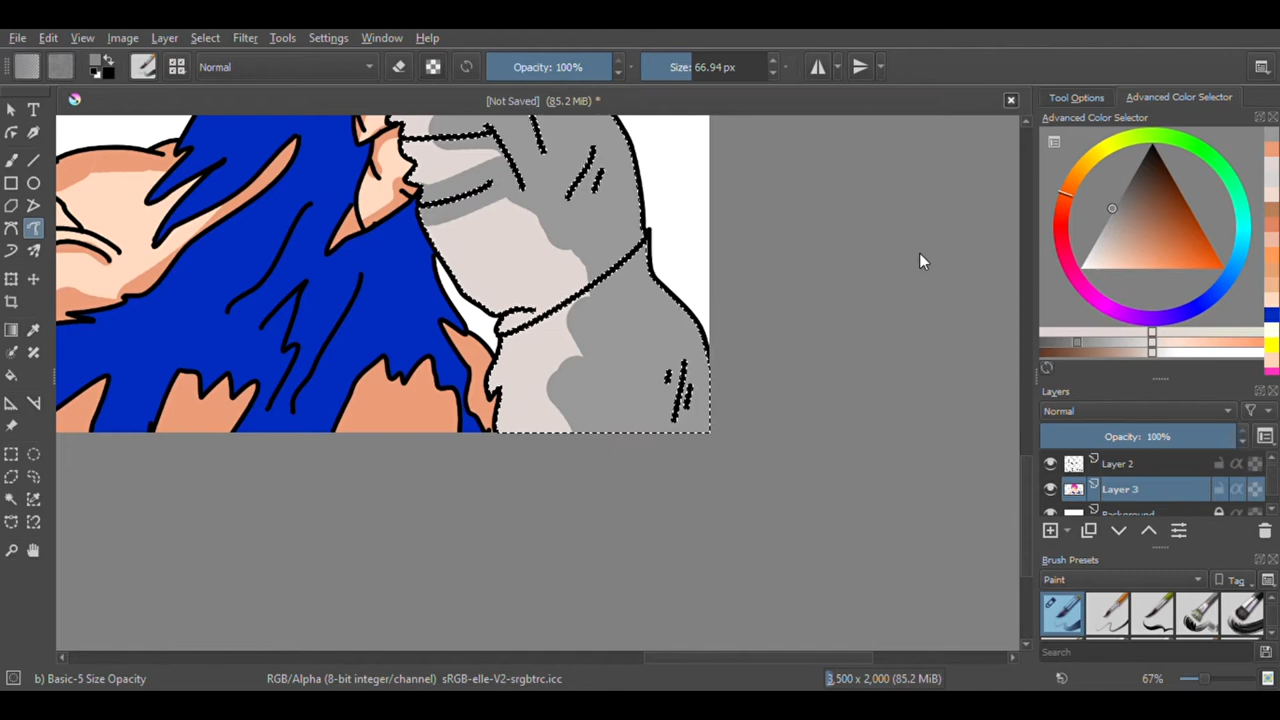 File Edit View Image Layer Select Filter Tools Settings Window Help
Normal Opacity: 100% Size: 66.94 px
[Not Saved] (85.2 MiB) *
Tool Options Advanced Color Selector
Advanced Color Selector
Layers
Normal
Opacity: 100%
Layer 2
Layer 3
Background
Brush Presets
Paint Tag
Search
b) Basic-5 Size Opacity RGB/Alpha (8-bit integer/channel) sRGB-elle-V2-srgbtrc.icc 3,500 x 2,000 (85.2 MiB) 67%